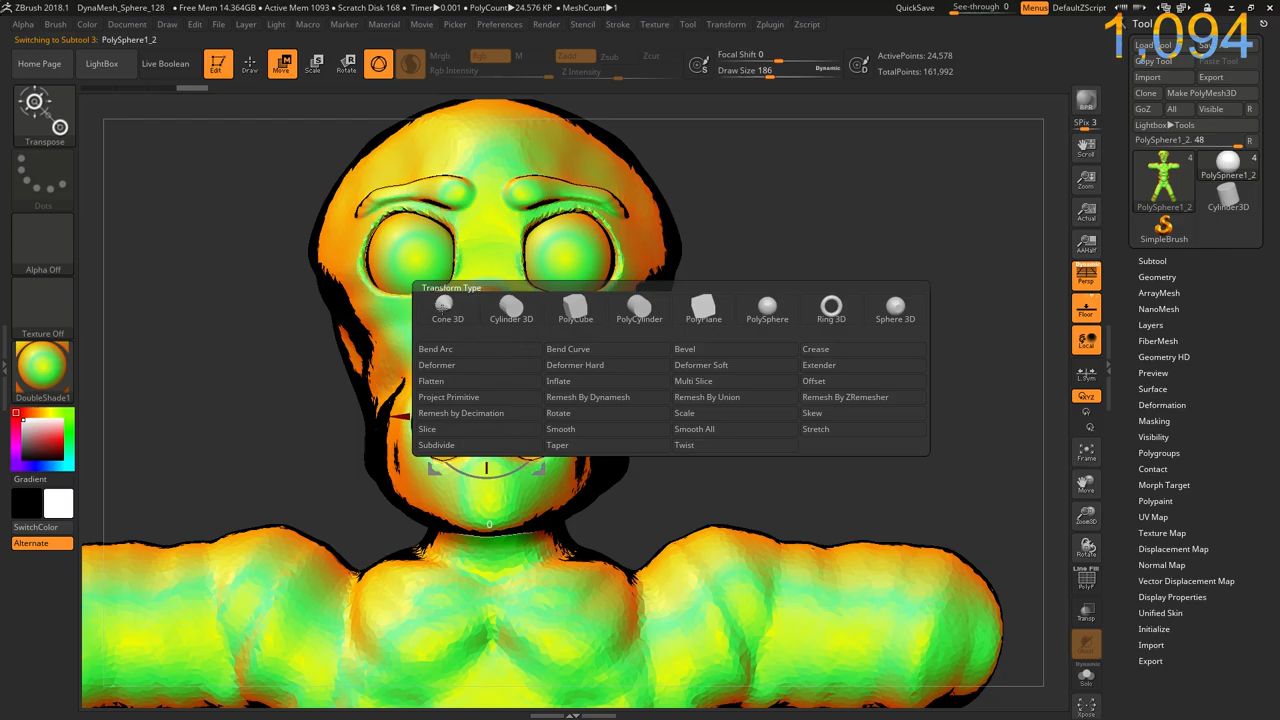 ZBrush 2018.1 DynaMesh_Sphere_128 • Free Mem 14.364GB • Active Mem 1093 • Scratch Disk 168 • Timer▶0.001 • PolyCount▶24.576 KP • MeshCount▶1 QuickSave See-through 0 Menus DefaultZScript
Alpha Brush Color Document Draw Edit File Layer Light Macro Marker Material Movie Picker Preferences Render Stencil Stroke Texture Tool Transform Zplugin Zscript
1.094
Switching to Subtool 3: PolySphere1_2
Home Page LightBox Live Boolean
Edit Draw Move Scale Rotate
Mrgb Rgb M
Rgb Intensity
Zadd Zsub Zcut
Z Intensity
Focal Shift 0
Draw Size 186 Dynamic
S D
ActivePoints: 24,578
TotalPoints: 161,992
Transpose
Dots
Alpha Off
Texture Off
DoubleShade1
Gradient
SwitchColor
Alternate
Transform Type
Cone 3D Cylinder 3D PolyCube PolyCylinder PolyPlane PolySphere Ring 3D Sphere 3D
Bend Arc Bend Curve Bevel Crease
Deformer Deformer Hard Deformer Soft Extender
Flatten Inflate Multi Slice Offset
Project Primitive Remesh By Dynamesh Remesh By Union Remesh By ZRemesher
Remesh by Decimation Rotate Scale Skew
Slice Smooth Smooth All Stretch
Subdivide Taper Twist
0
BPR
SPix 3
Scroll
Zoom
Actual
AAHalf
Dynamic
Persp
Floor
Local
L.Sym
XYZ
Frame
Move
Zoom3D
Rotate
Line Fill
PolyF
Transp
Dynamic
Solo
Xpose
Tool
Load Tool
Copy Tool Paste Tool
Import Export
Clone Make PolyMesh3D
GoZ All Visible R
Lightbox▶Tools
PolySphere1_2. 48 R
4 4
PolySphere1_2
PolySphere1_2 Cylinder3D
SimpleBrush
Subtool
Geometry
ArrayMesh
NanoMesh
Layers
FiberMesh
Geometry HD
Preview
Surface
Deformation
Masking
Visibility
Polygroups
Contact
Morph Target
Polypaint
UV Map
Texture Map
Displacement Map
Normal Map
Vector Displacement Map
Display Properties
Unified Skin
Initialize
Import
Export